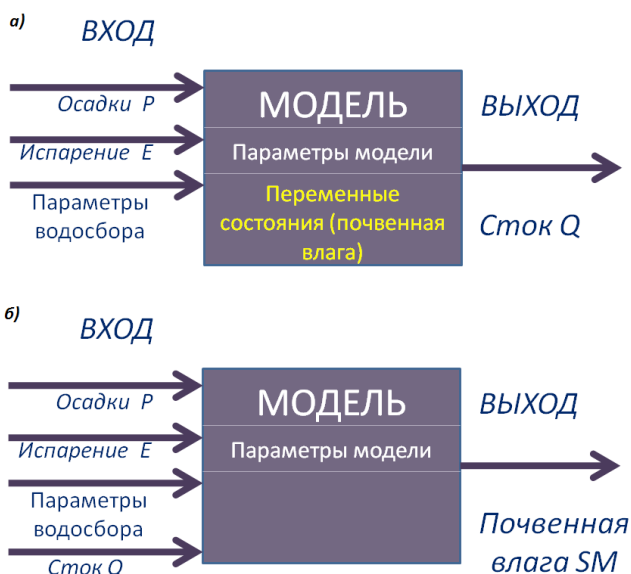 а)
ВХОД
Осадки P
Испарение E
Параметры
водосбора
МОДЕЛЬ
Параметры модели
Переменные
состояния (почвенная
влага)
ВЫХОД
Сток Q
б)
ВХОД
Осадки P
Испарение E
Параметры
водосбора
Сток Q
МОДЕЛЬ
Параметры модели
ВЫХОД
Почвенная
влага SM